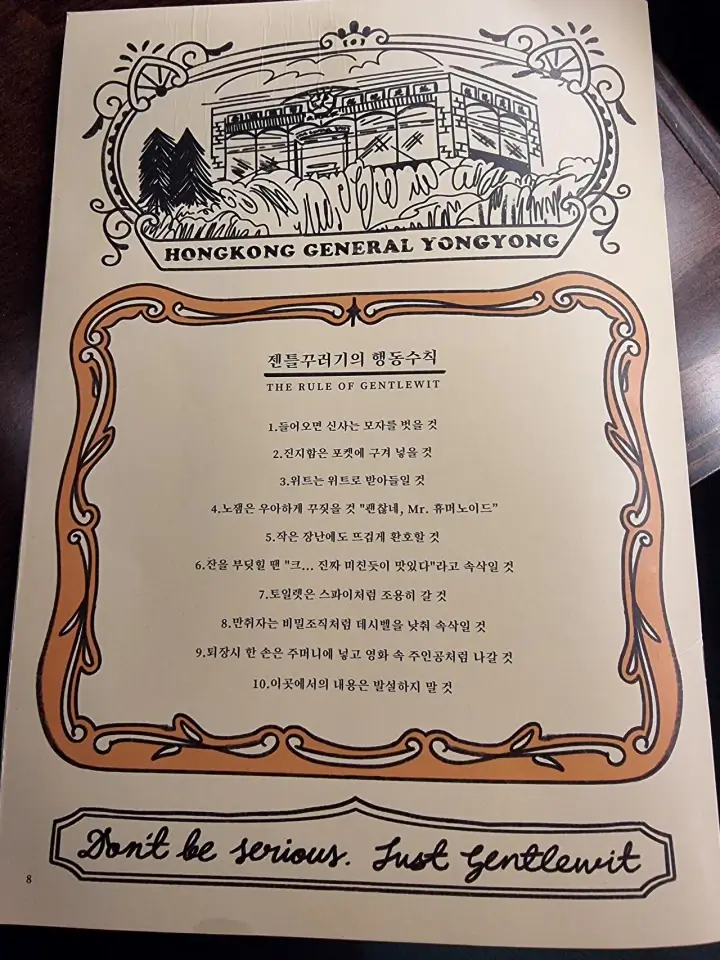 HONGKONG GENERAL YONGYONG
젠틀꾸러기의 행동수칙
THE RULE OF GENTLEWIT
1.들어오면 신사는 모자를 벗을 것
2.진지함은 포켓에 구겨 넣을 것
3.위트는 위트로 받아들일 것
4.노잼은 우아하게 꾸짖을 것 "괜찮네, Mr. 휴머노이드"
5.작은 장난에도 뜨겁게 환호할 것
6.잔을 부딪힐 땐 "크... 진짜 미친듯이 맛있다"라고 속삭일 것
7.토일렛은 스파이처럼 조용히 갈 것
8.만취자는 비밀조직처럼 데시벨을 낮춰 속삭일 것
9.퇴장시 한 손은 주머니에 넣고 영화 속 주인공처럼 나갈 것
10.이곳에서의 내용은 발설하지 말 것
Don't be serious. Just Gentlewit
8